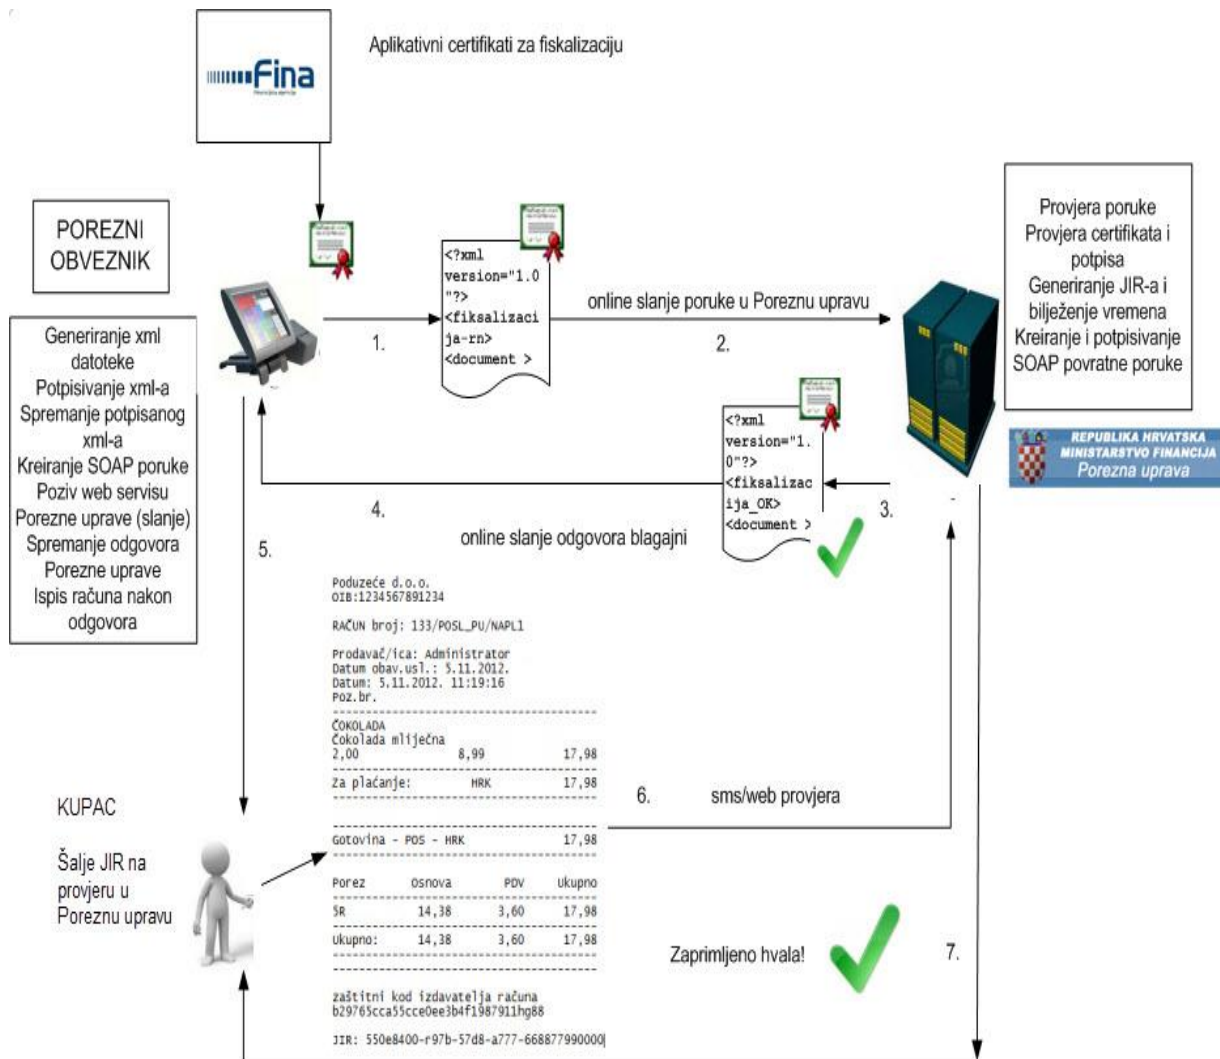 Fina
Aplikativni certifikati za fiskalizaciju
POREZNI
OBVEZNIK
Generiranje xml
datoteke
Potpisivanje xml-a
Spremanje potpisanog
xml-a
Kreiranje SOAP poruke
Poziv web servisu
Porezne uprave (slanje)
Spremanje odgovora
Porezne uprave
Ispis računa nakon
odgovora
1.
<?xml
version="1.0
"?>
<fiksalizaci
ja-rn>
<document >
online slanje poruke u Poreznu upravu
2.
Provjera poruke
Provjera certifikata i
potpisa
Generiranje JIR-a i
bilježenje vremena
Kreiranje i potpisivanje
SOAP povratne poruke
REPUBLIKA HRVATSKA
MINISTARSTVO FINANCIJA
Porezna uprava
<?xml
version="1.
0"?>
<fiksalizac
ija_OK>
<document >
3.
4.
online slanje odgovora blagajni
5.
Poduzeće d.o.o.
OIB:1234567891234
RAČUN broj: 133/POSL_PU/NAPL1
Prodavač/ica: Administrator
Datum obav.usl.: 5.11.2012.
Datum: 5.11.2012. 11:19:16
Poz.br.
ČOKOLADA
Čokolada mliječna
2,00 8,99 17,98
Za plaćanje: HRK 17,98
Gotovina - POS - HRK 17,98
Porez Osnova PDV Ukupno
5R 14,38 3,60 17,98
Ukupno: 14,38 3,60 17,98
Zaštitni kod izdavatelja računa
b29765cca55cce0ee3b4f1987911hg88
JIR: 550e8400-r97b-57d8-a777-668877990000
6.
sms/web provjera
KUPAC
Šalje JIR na
provjeru u
Poreznu upravu
Zaprimljeno hvala!
7.